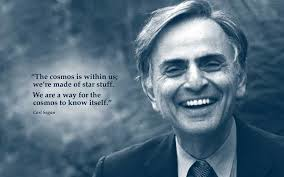 “The cosmos is within us;
we’re made of star stuff.
We are a way for the
cosmos to know itself.”
Carl Sagan